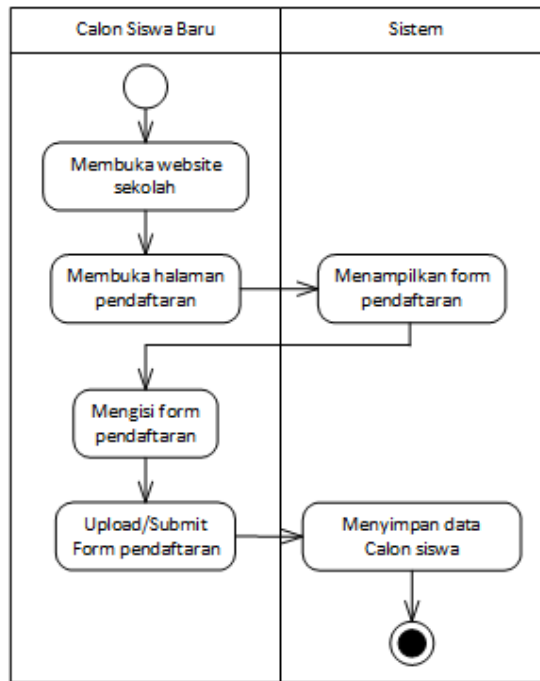 Calon Siswa Baru
Sistem
Membuka website
sekolah
Membuka halaman
pendaftaran
Menampilkan form
pendaftaran
Mengisi form
pendaftaran
Upload/Submit
Form pendaftaran
Menyimpan data
Calon siswa